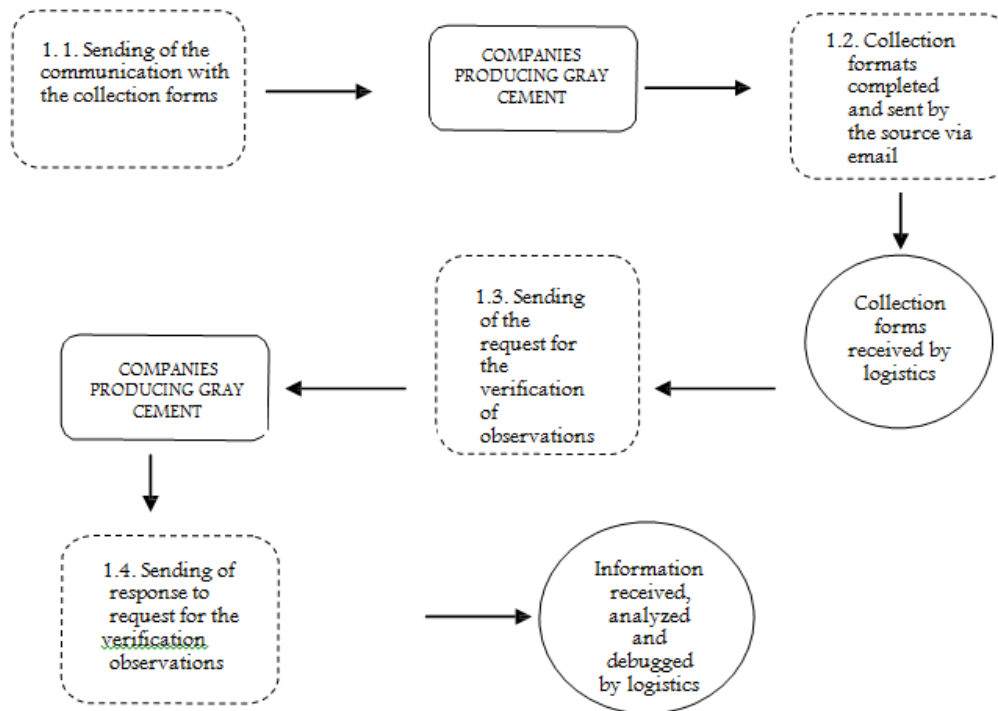 1. 1. Sending of the
communication with
the collection forms
COMPANIES
PRODUCING GRAY
CEMENT
1.2. Collection
formats
completed
and sent by
the source via
email
Collection
forms
received by
logistics
1.3. Sending
of the
request for
the
verification
of
observations
COMPANIES
PRODUCING GRAY
CEMENT
1.4. Sending of
response to
request for the
verification
observations
Information
received,
analyzed
and
debugged
by logistics